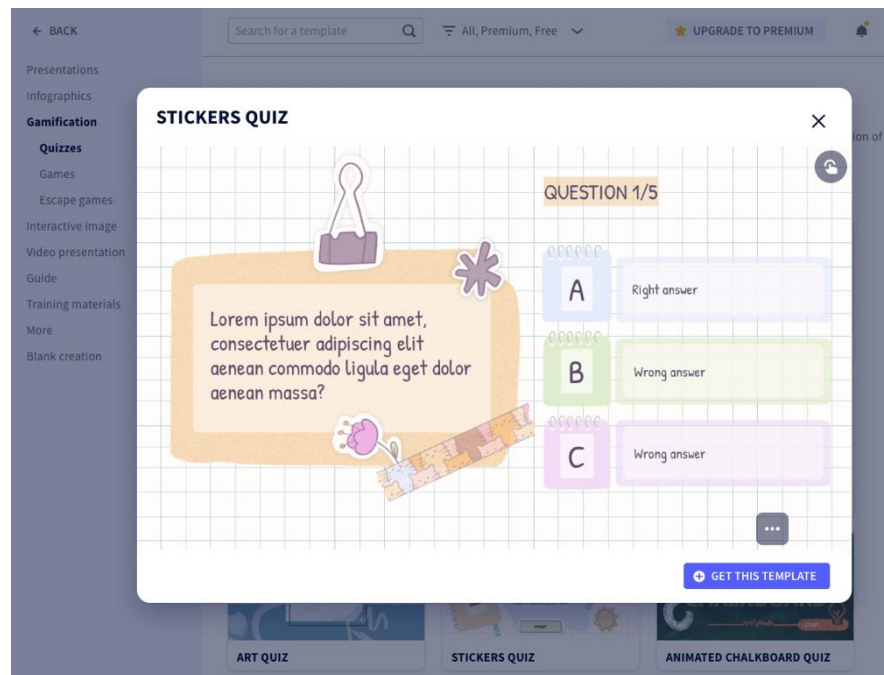 BACK
Search for a template
All, Premium, Free
UPGRADE TO PREMIUM
Presentations
Infographics
Gamification
Quizzes
Games
Escape games
Interactive image
Video presentation
Guide
Training materials
More
Blank creation
ion of
STICKERS QUIZ
QUESTION 1/5
Lorem ipsum dolor sit amet,
consectetuer adipiscing elit
aenean commodo ligula eget dolor
aenean massa?
A
Right answer
B
Wrong answer
C
Wrong answer
GET THIS TEMPLATE
ART QUIZ
STICKERS QUIZ
ANIMATED CHALKBOARD QUIZ